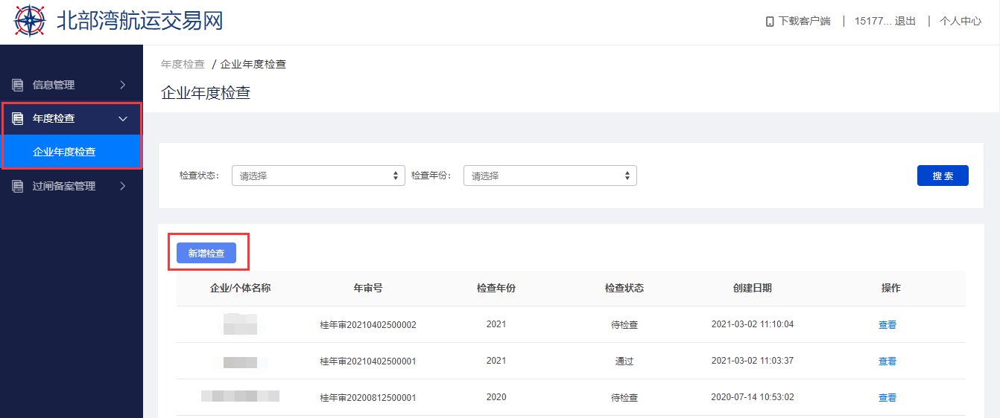 北部湾航运交易网
下载客户端 | 15177... 退出 | 个人中心
信息管理
年度检查
企业年度检查
过闸备案管理
年度检查 / 企业年度检查
企业年度检查
检查状态: 请选择 检查年份: 请选择 搜 索
新增检查
企业/个体名称 年审号 检查年份 检查状态 创建日期 操作
桂年审20210402500002 2021 待检查 2021-03-02 11:10:04 查看
桂年审20210402500001 2021 通过 2021-03-02 11:03:37 查看
桂年审20200812500001 2020 待检查 2020-07-14 10:53:02 查看